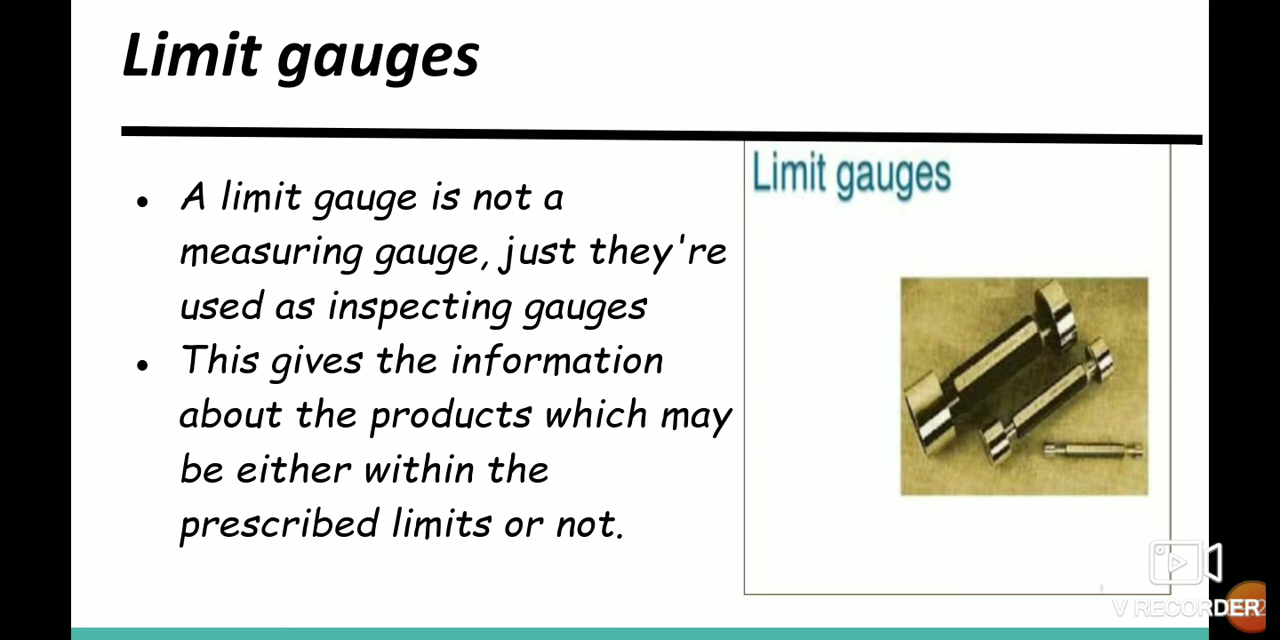 Limit gauges
A limit gauge is not a
measuring gauge, just they're
used as inspecting gauges
This gives the information
about the products which may
be either within the
prescribed limits or not.
Limit gauges
V RECORDER